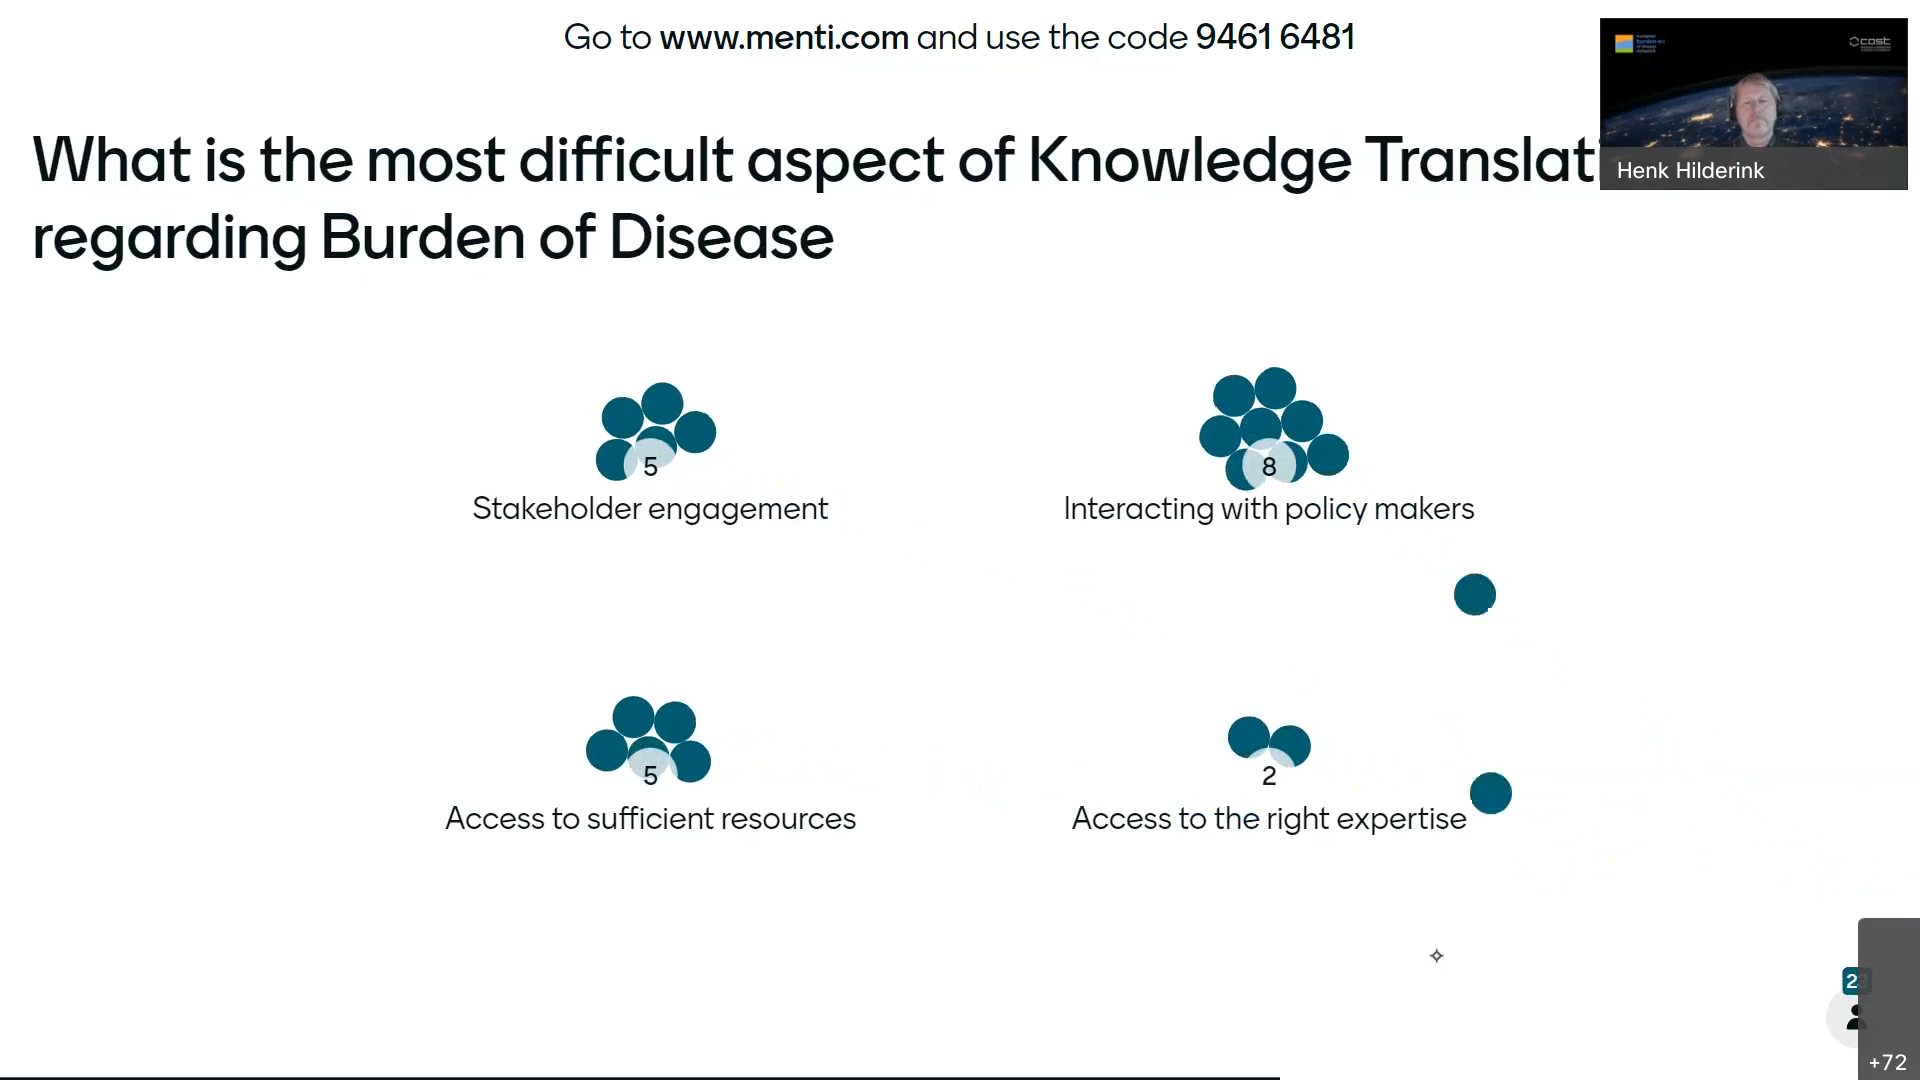 Go to www.menti.com and use the code 9461 6481
What is the most difficult aspect of Knowledge Translati
regarding Burden of Disease
cost
Henk Hilderink
5
Stakeholder engagement
8
Interacting with policy makers
5
Access to sufficient resources
2
Access to the right expertise
+72